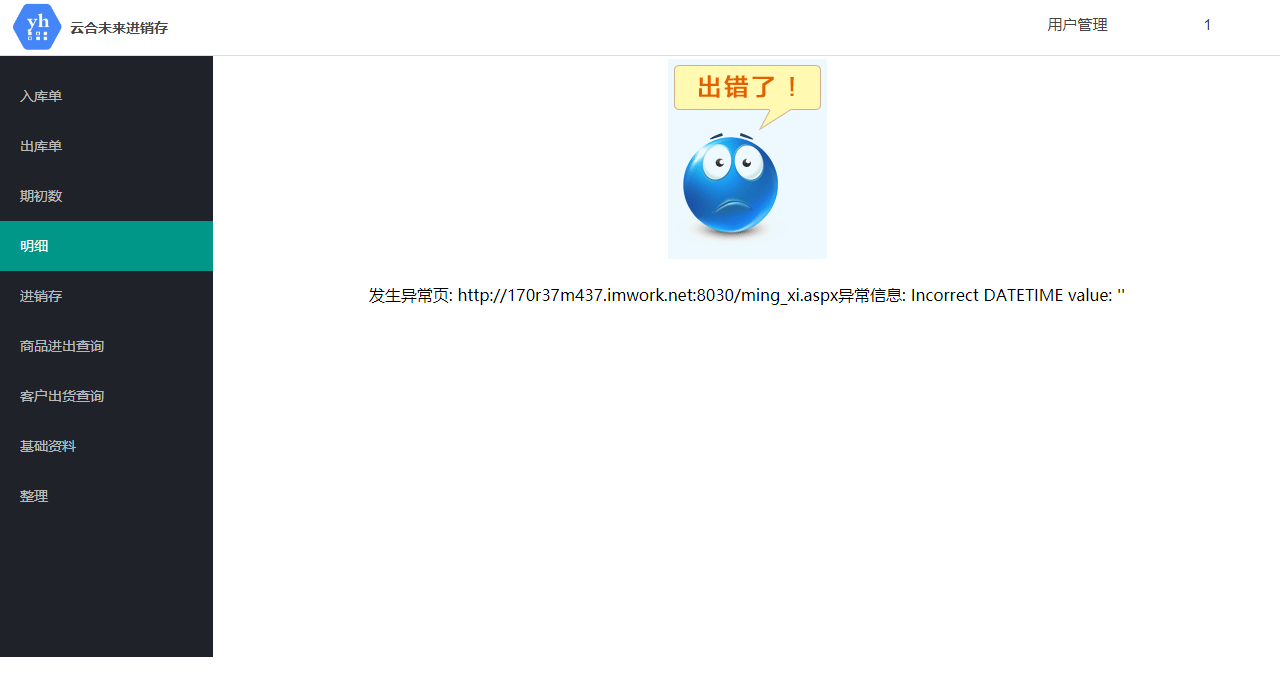 yh
云合未来进销存
用户管理
1
入库单
出库单
期初数
明细
进销存
商品进出查询
客户出货查询
基础资料
整理
出错了！
发生异常页: http://170r37m437.imwork.net:8030/ming_xi.aspx异常信息: Incorrect DATETIME value: ''